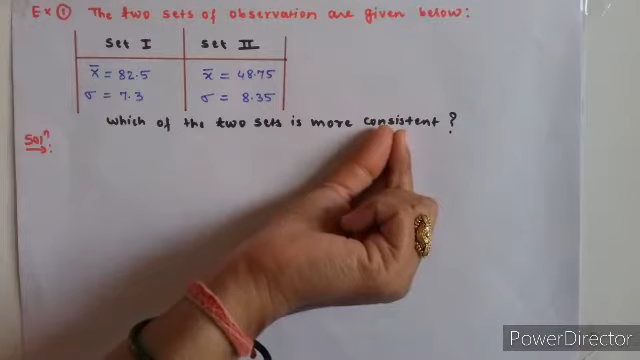 Ex ① The two sets of observation are given below:
Set I Set II
x̄ = 82.5 x̄ = 48.75
σ = 7.3 σ = 8.35
Which of the two sets is more consistent ?
Solⁿ:
PowerDirector